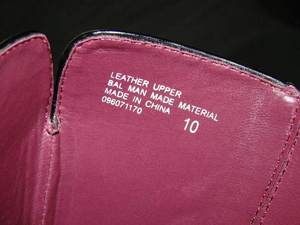 LEATHER UPPER
BAL MAN MADE MATERIAL
MADE IN CHINA
096071170 10